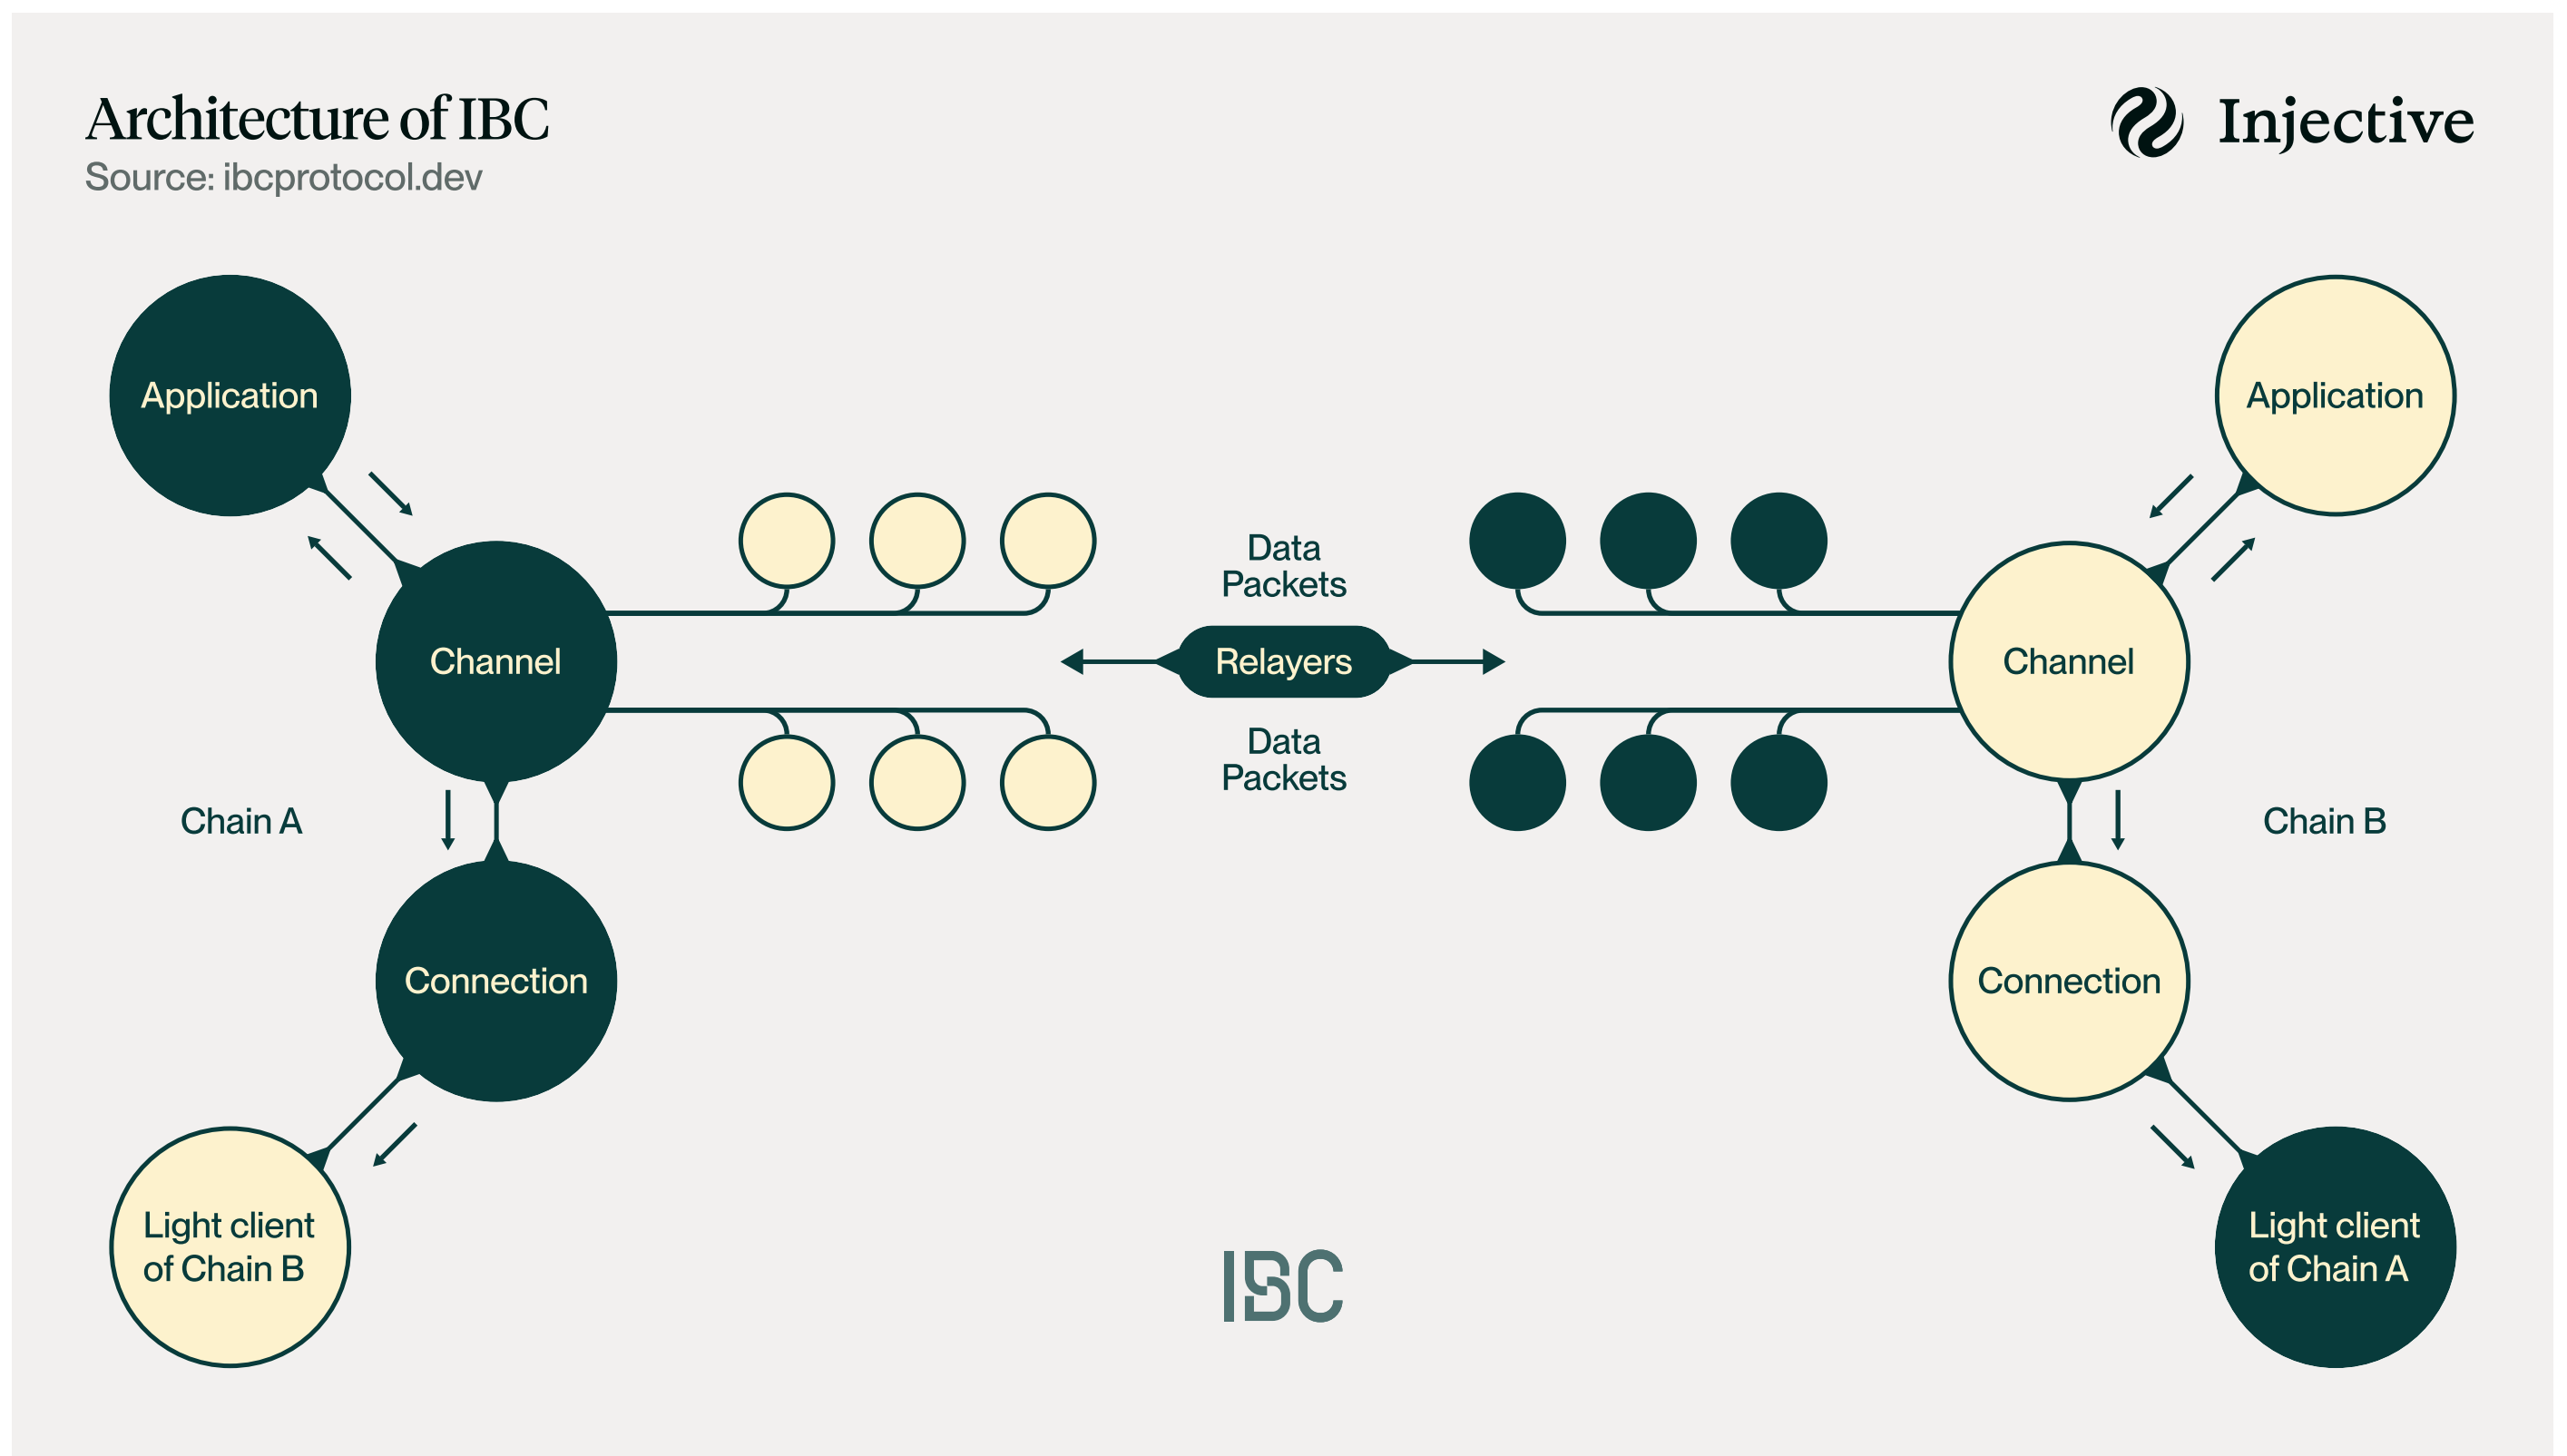 Architecture of IBC
Source: ibcprotocol.dev
Injective
Application
Application
Data
Packets
Channel
Relayers
Channel
Data
Packets
Chain A
Chain B
Connection
Connection
Light client
of Chain B
Light client
of Chain A
IBC